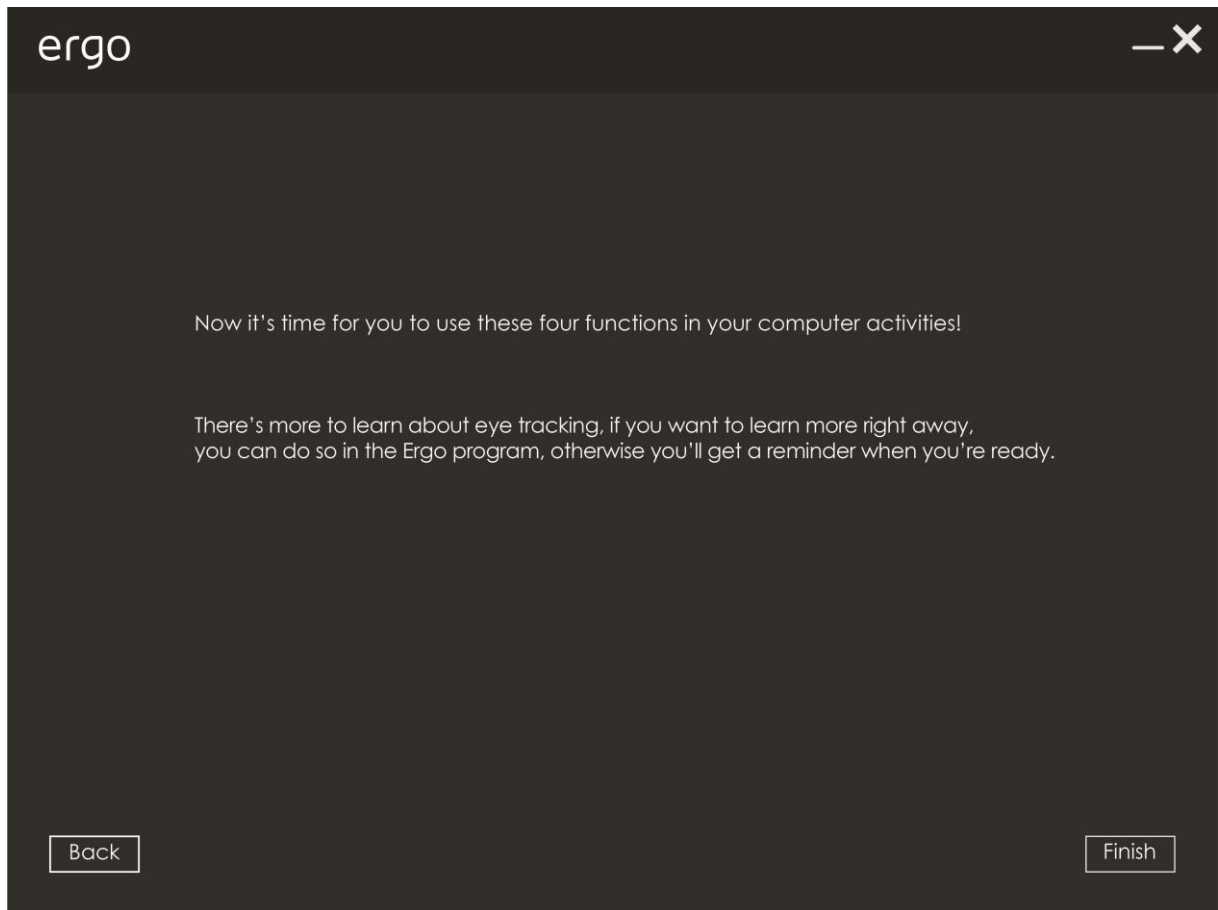 ergo
Now it's time for you to use these four functions in your computer activities!
There's more to learn about eye tracking, if you want to learn more right away,
you can do so in the Ergo program, otherwise you'll get a reminder when you're ready.
Back
Finish